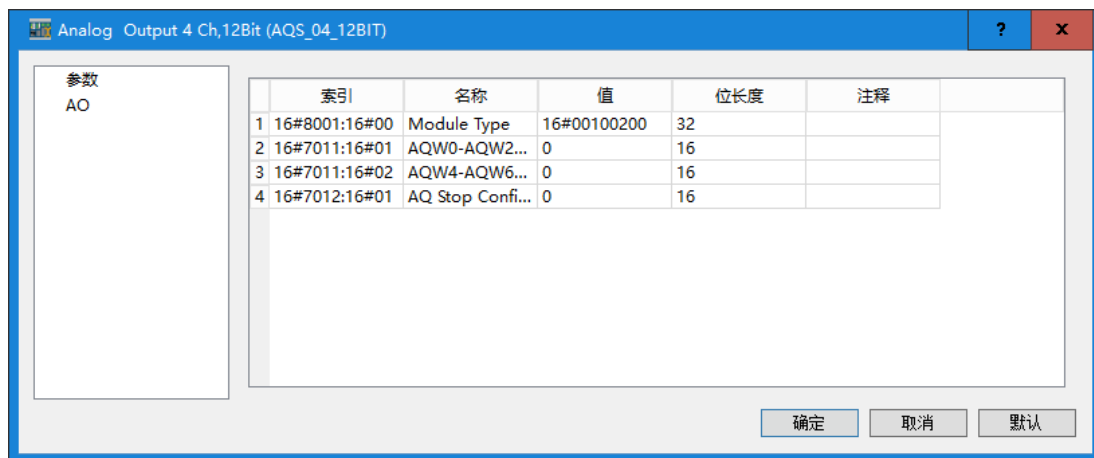 Analog Output 4 Ch,12Bit (AQS_04_12BIT) ? x
参数
AO
索引 名称 值 位长度 注释
1 16#8001:16#00 Module Type 16#00100200 32
2 16#7011:16#01 AQW0-AQW2... 0 16
3 16#7011:16#02 AQW4-AQW6... 0 16
4 16#7012:16#01 AQ Stop Confi... 0 16
确定 取消 默认